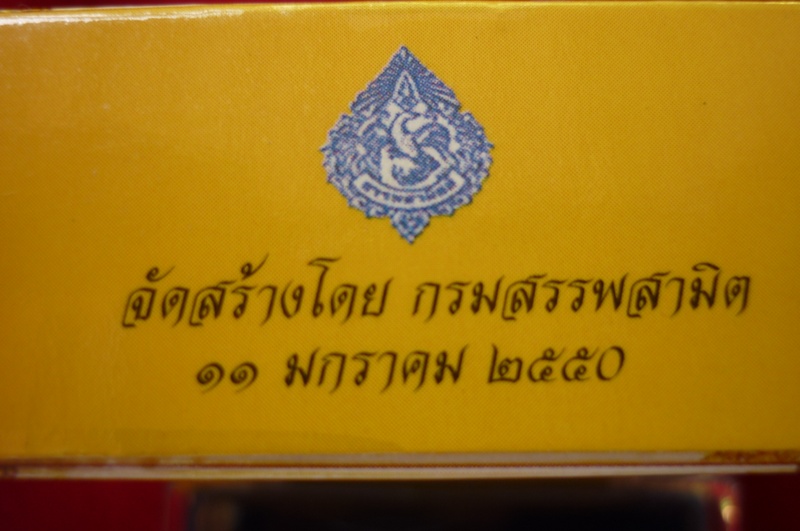 จัดสร้างโดย กรมสรรพสามิต
๑๑ มกราคม ๒๕๕๐